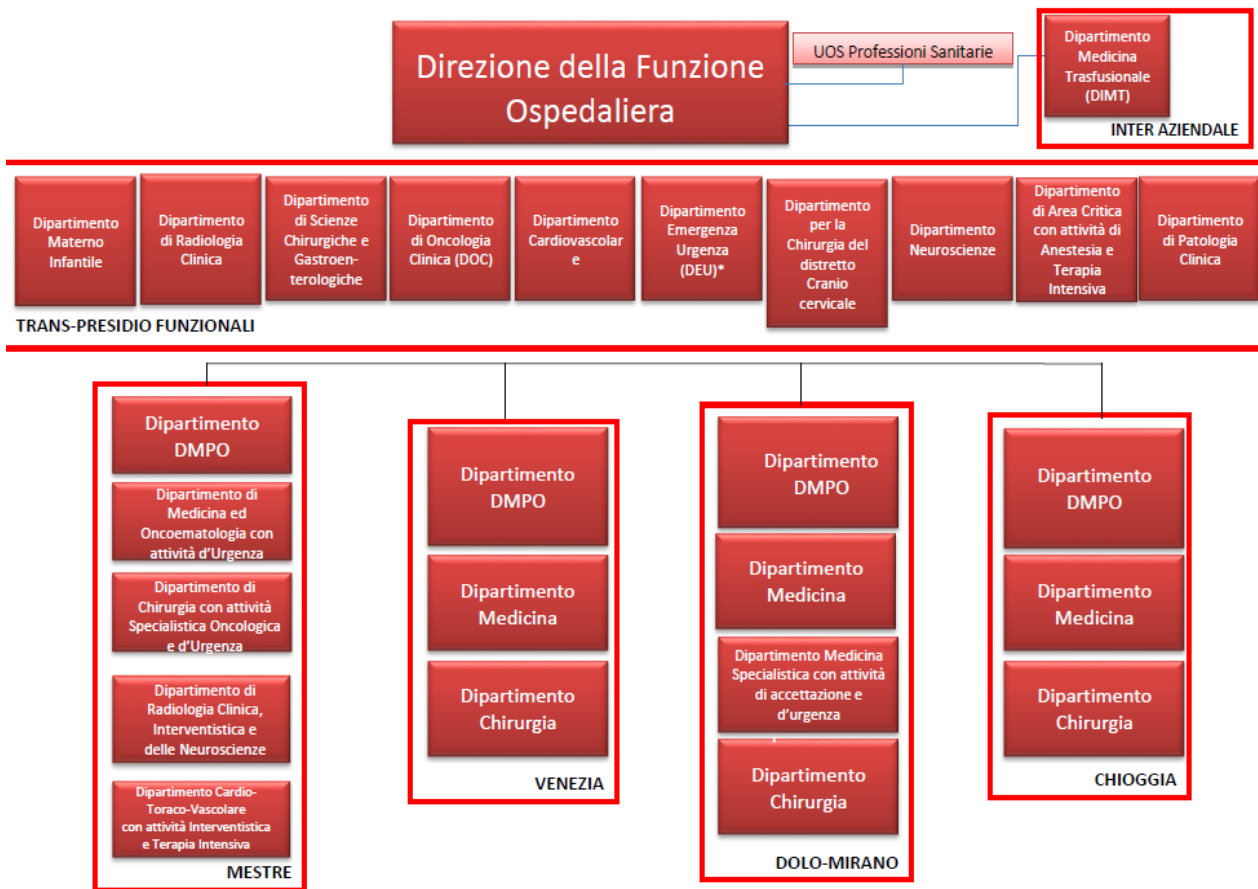 Direzione della Funzione
Ospedaliera
UOS Professioni Sanitarie
Dipartimento
Medicina
Trasfusionale
(DIMT)
INTER AZIENDALE
Dipartimento
Materno
Infantile
Dipartimento
di Radiologia
Clinica
Dipartimento
di Scienze
Chirurgiche e
Gastroen-
terologiche
Dipartimento
di Oncologia
Clinica (DOC)
Dipartimento
Cardiovascolar
e
Dipartimento
Emergenza
Urgenza
(DEU)*
Dipartimento
per la
Chirurgia del
distretto
Cranio
cervicale
Dipartimento
Neuroscienze
Dipartimento
di Area Critica
con attività di
Anestesia e
Terapia
Intensiva
Dipartimento
di Patologia
Clinica
TRANS-PRESIDIO FUNZIONALI
Dipartimento
DMPO
Dipartimento di
Medicina ed
Oncoematologia con
attività d'Urgenza
Dipartimento di
Chirurgia con attività
Specialistica Oncologica
e d'Urgenza
Dipartimento di
Radiologia Clinica,
Interventistica e
delle Neuroscienze
Dipartimento Cardio-
Toraco-Vascolare
con attività Interventistica
e Terapia Intensiva
MESTRE
Dipartimento
DMPO
Dipartimento
Medicina
Dipartimento
Chirurgia
VENEZIA
Dipartimento
DMPO
Dipartimento
Medicina
Dipartimento Medicina
Specialistica con attività
di accettazione e
d'urgenza
Dipartimento
Chirurgia
DOLO-MIRANO
Dipartimento
DMPO
Dipartimento
Medicina
Dipartimento
Chirurgia
CHIOGGIA